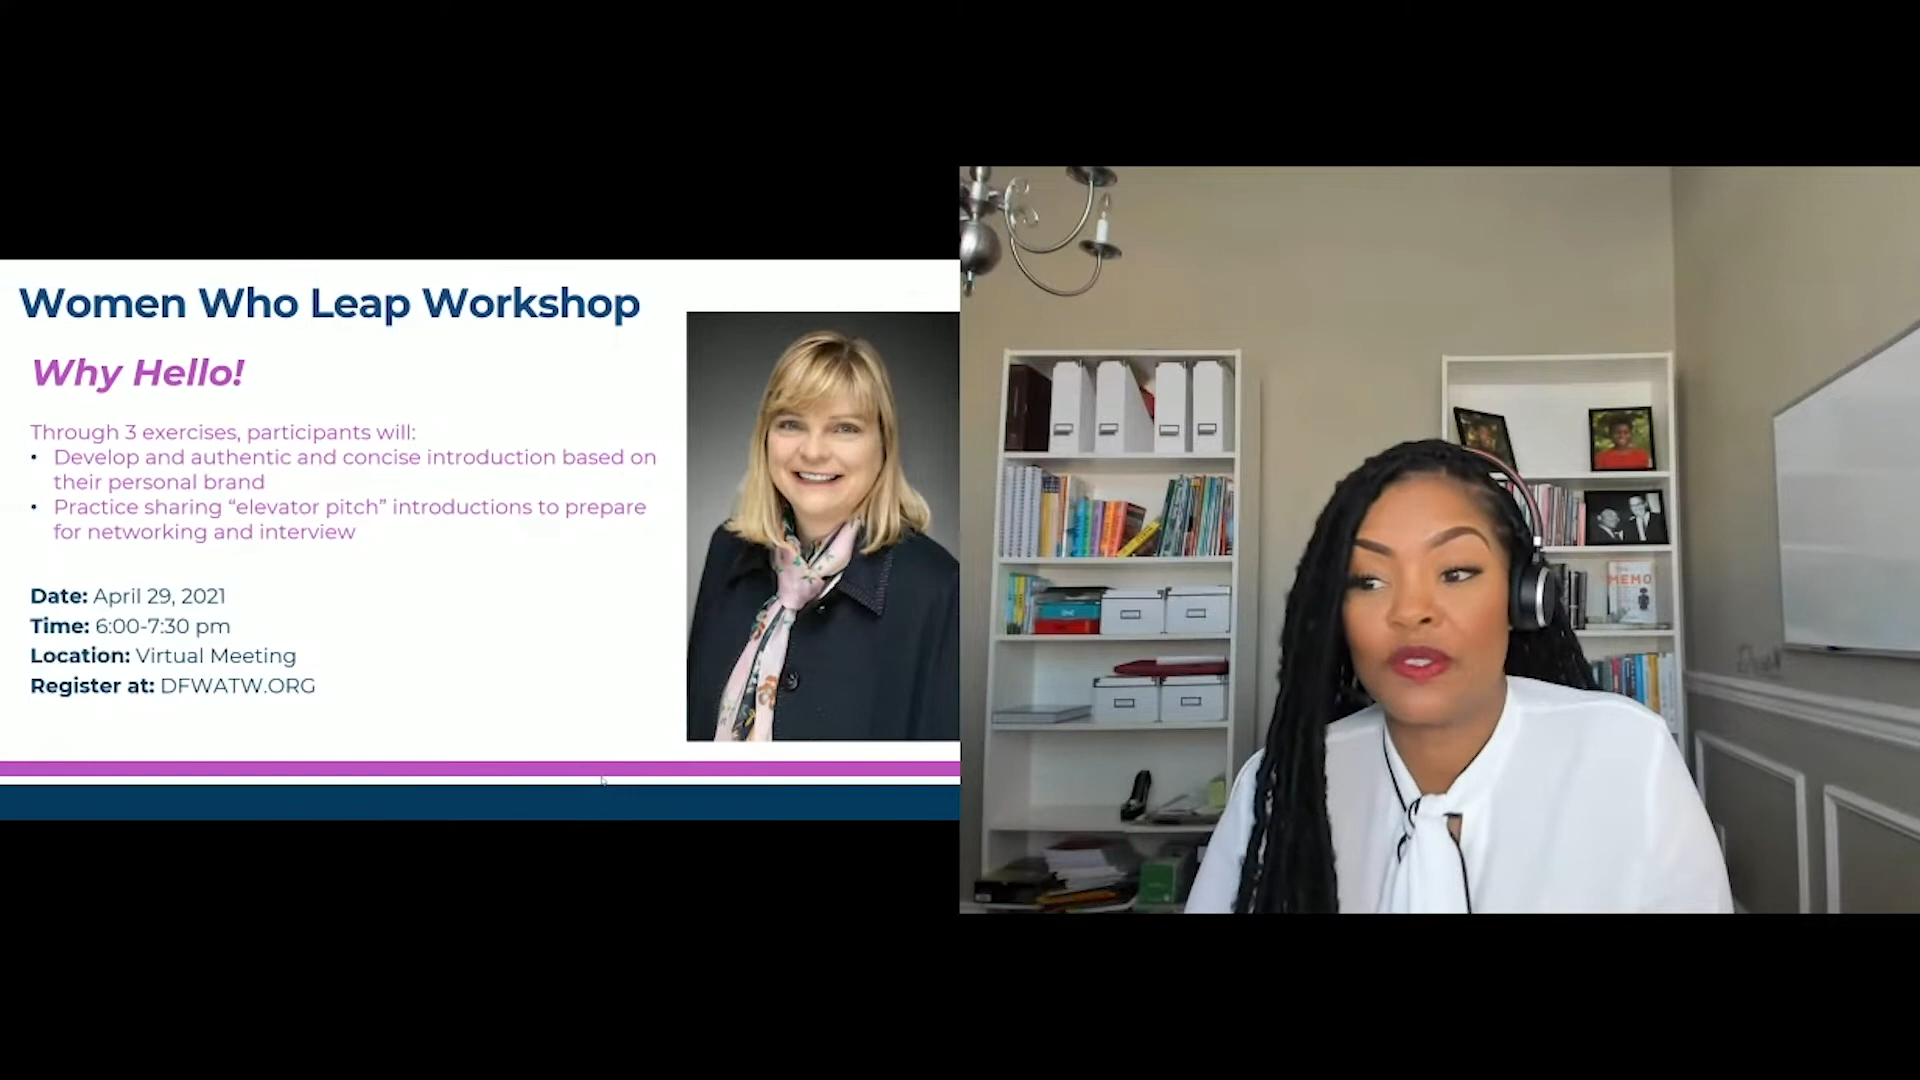 Women Who Leap Workshop
Why Hello!
Through 3 exercises, participants will:
• Develop and authentic and concise introduction based on
their personal brand
• Practice sharing “elevator pitch” introductions to prepare
for networking and interview
Date: April 29, 2021
Time: 6:00-7:30 pm
Location: Virtual Meeting
Register at: DFWATW.ORG
MEMO